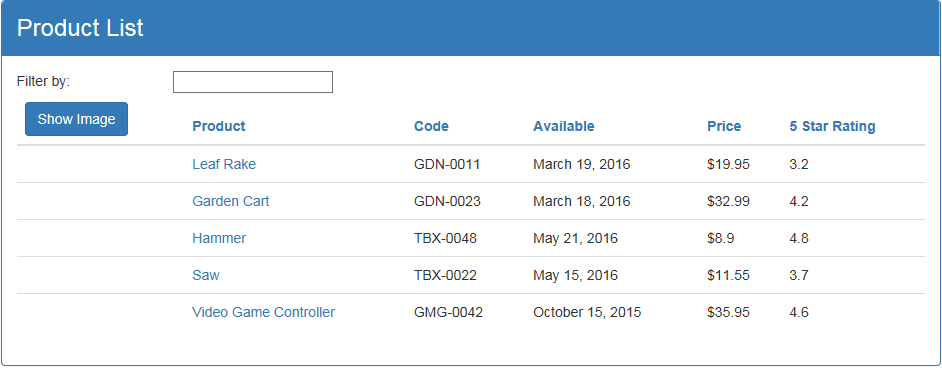 Product List
Filter by:
Show Image Product Code Available Price 5 Star Rating
Leaf Rake GDN-0011 March 19, 2016 $19.95 3.2
Garden Cart GDN-0023 March 18, 2016 $32.99 4.2
Hammer TBX-0048 May 21, 2016 $8.9 4.8
Saw TBX-0022 May 15, 2016 $11.55 3.7
Video Game Controller GMG-0042 October 15, 2015 $35.95 4.6